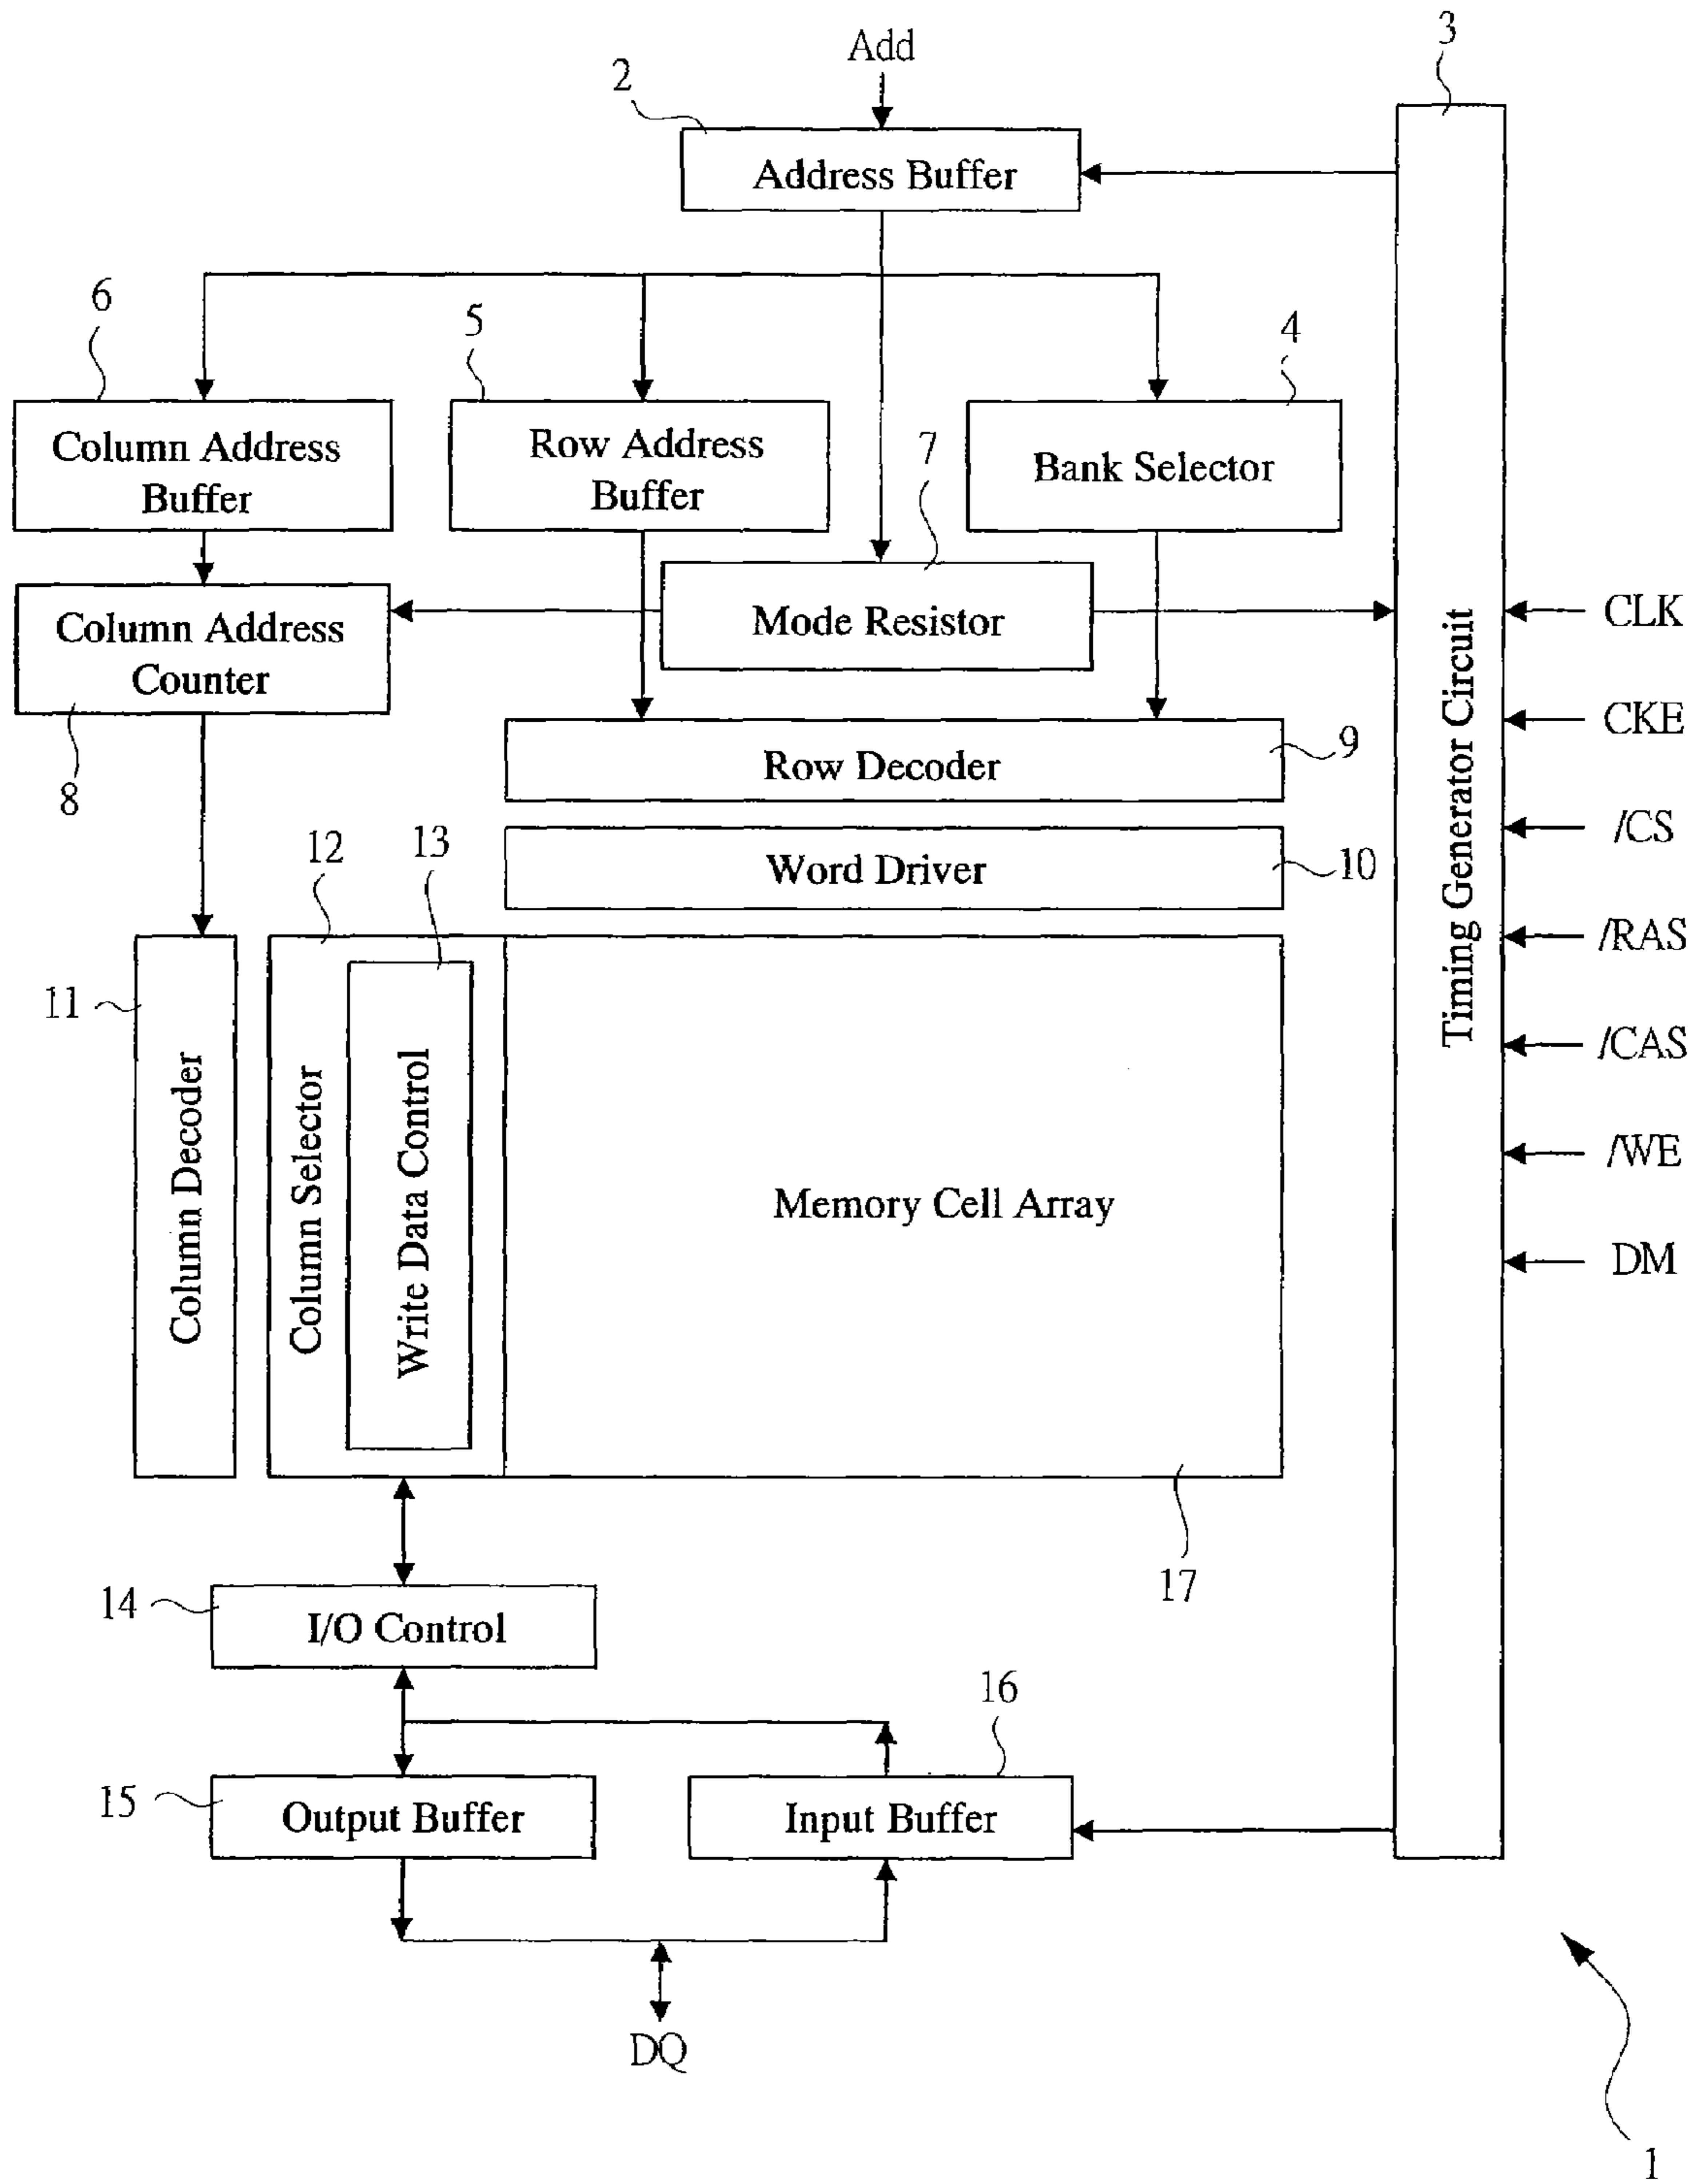 Add
3
2
Address Buffer
6
5
4
Column Address
Buffer
Row Address
Buffer
7
Bank Selector
Column Address
Counter
Mode Resistor
CLK
8
Row Decoder
9
CKE
Timing Generator Circuit
12
13
Word Driver
10
/CS
/RAS
11
Column Decoder
Column Selector
Write Data Control
Memory Cell Array
/CAS
/WE
DM
17
14
I/O Control
16
15
Output Buffer
Input Buffer
DQ
1